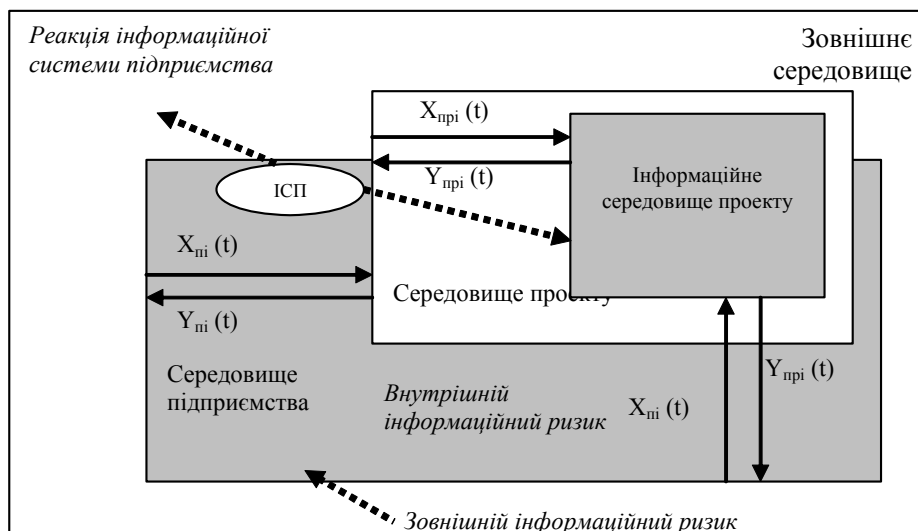 Реакція інформаційної
системи підприємства
Зовнішнє
середовище
Xпрі (t)
Yпрі (t)
Інформаційне
середовище проекту
ІСП
Xпі (t)
Yпі (t)
Середовище проекту
Середовище
підприємства
Внутрішній
інформаційний ризик
Xпі (t)
Yпрі (t)
Зовнішній інформаційний ризик